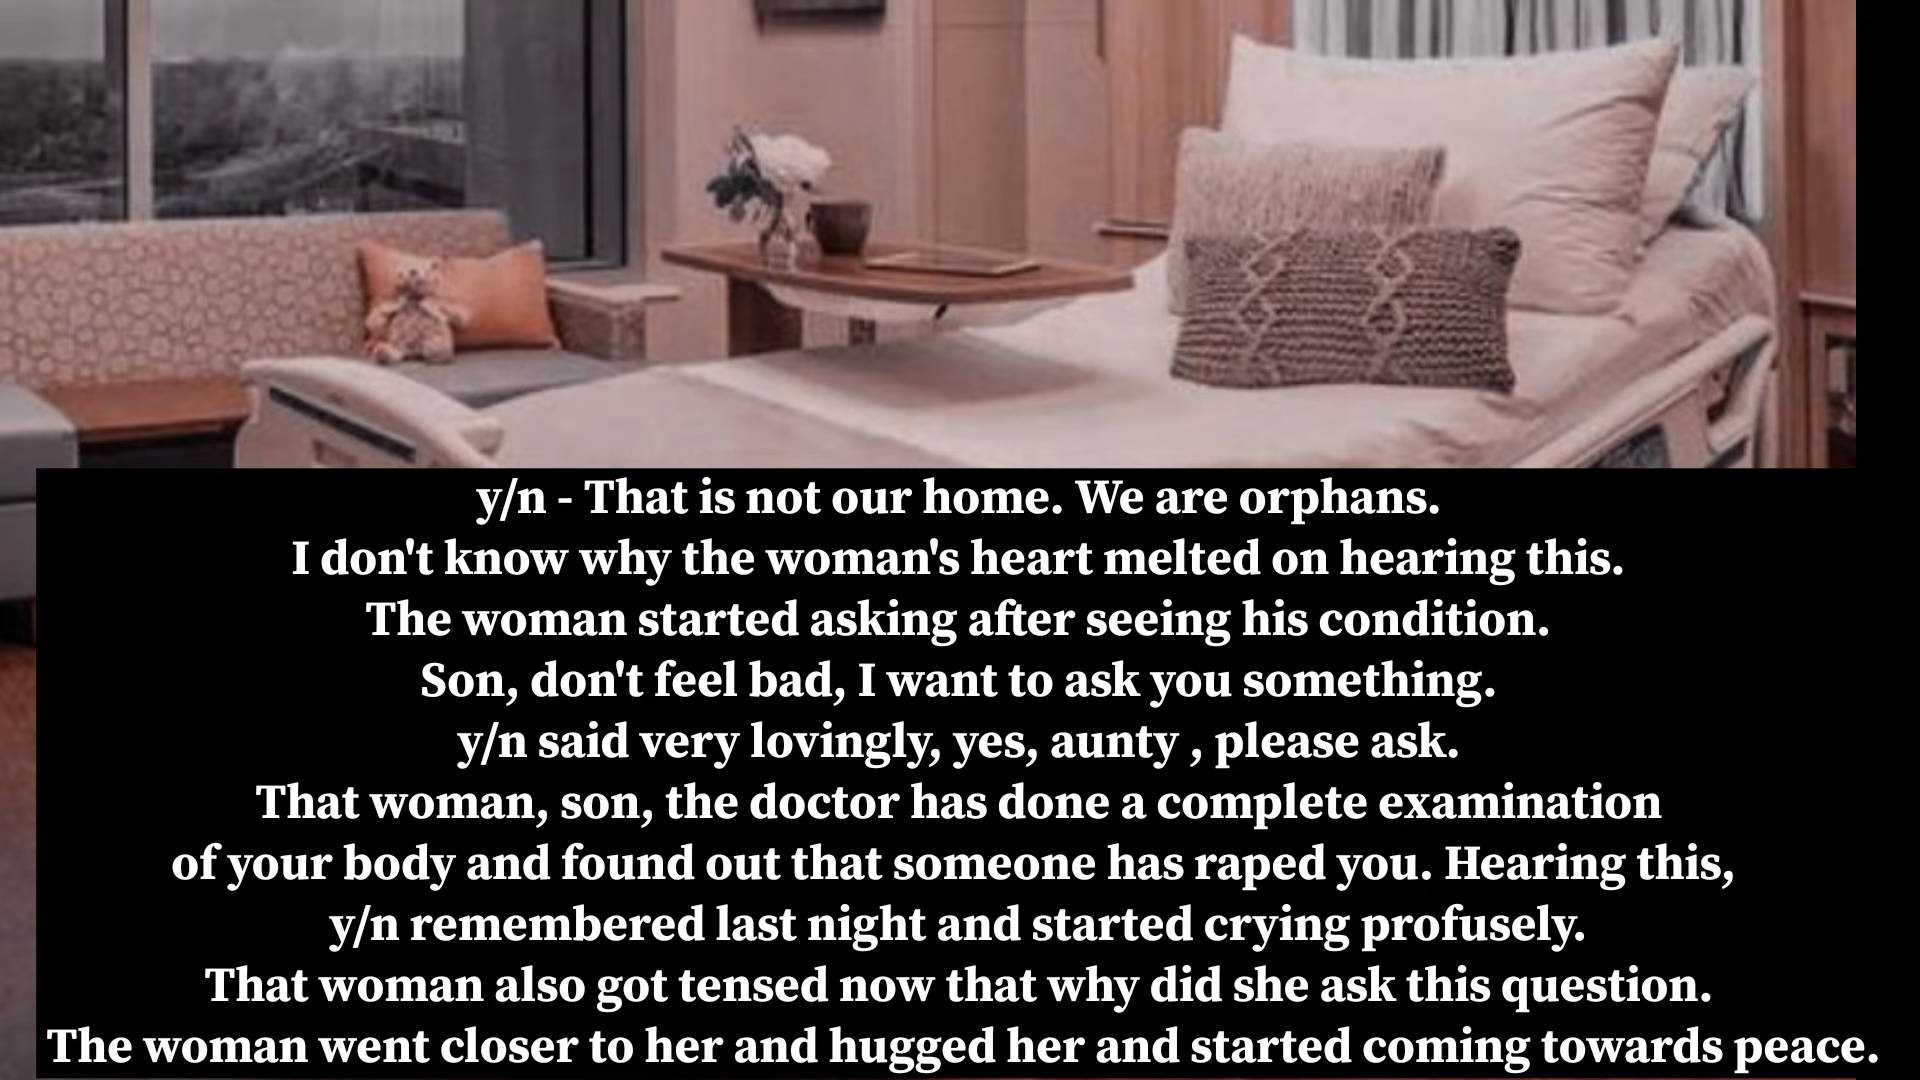 y/n - That is not our home. We are orphans.
I don't know why the woman's heart melted on hearing this.
The woman started asking after seeing his condition.
Son, don't feel bad, I want to ask you something.
y/n said very lovingly, yes, aunty , please ask.
That woman, son, the doctor has done a complete examination
of your body and found out that someone has raped you. Hearing this,
y/n remembered last night and started crying profusely.
That woman also got tensed now that why did she ask this question.
The woman went closer to her and hugged her and started coming towards peace.